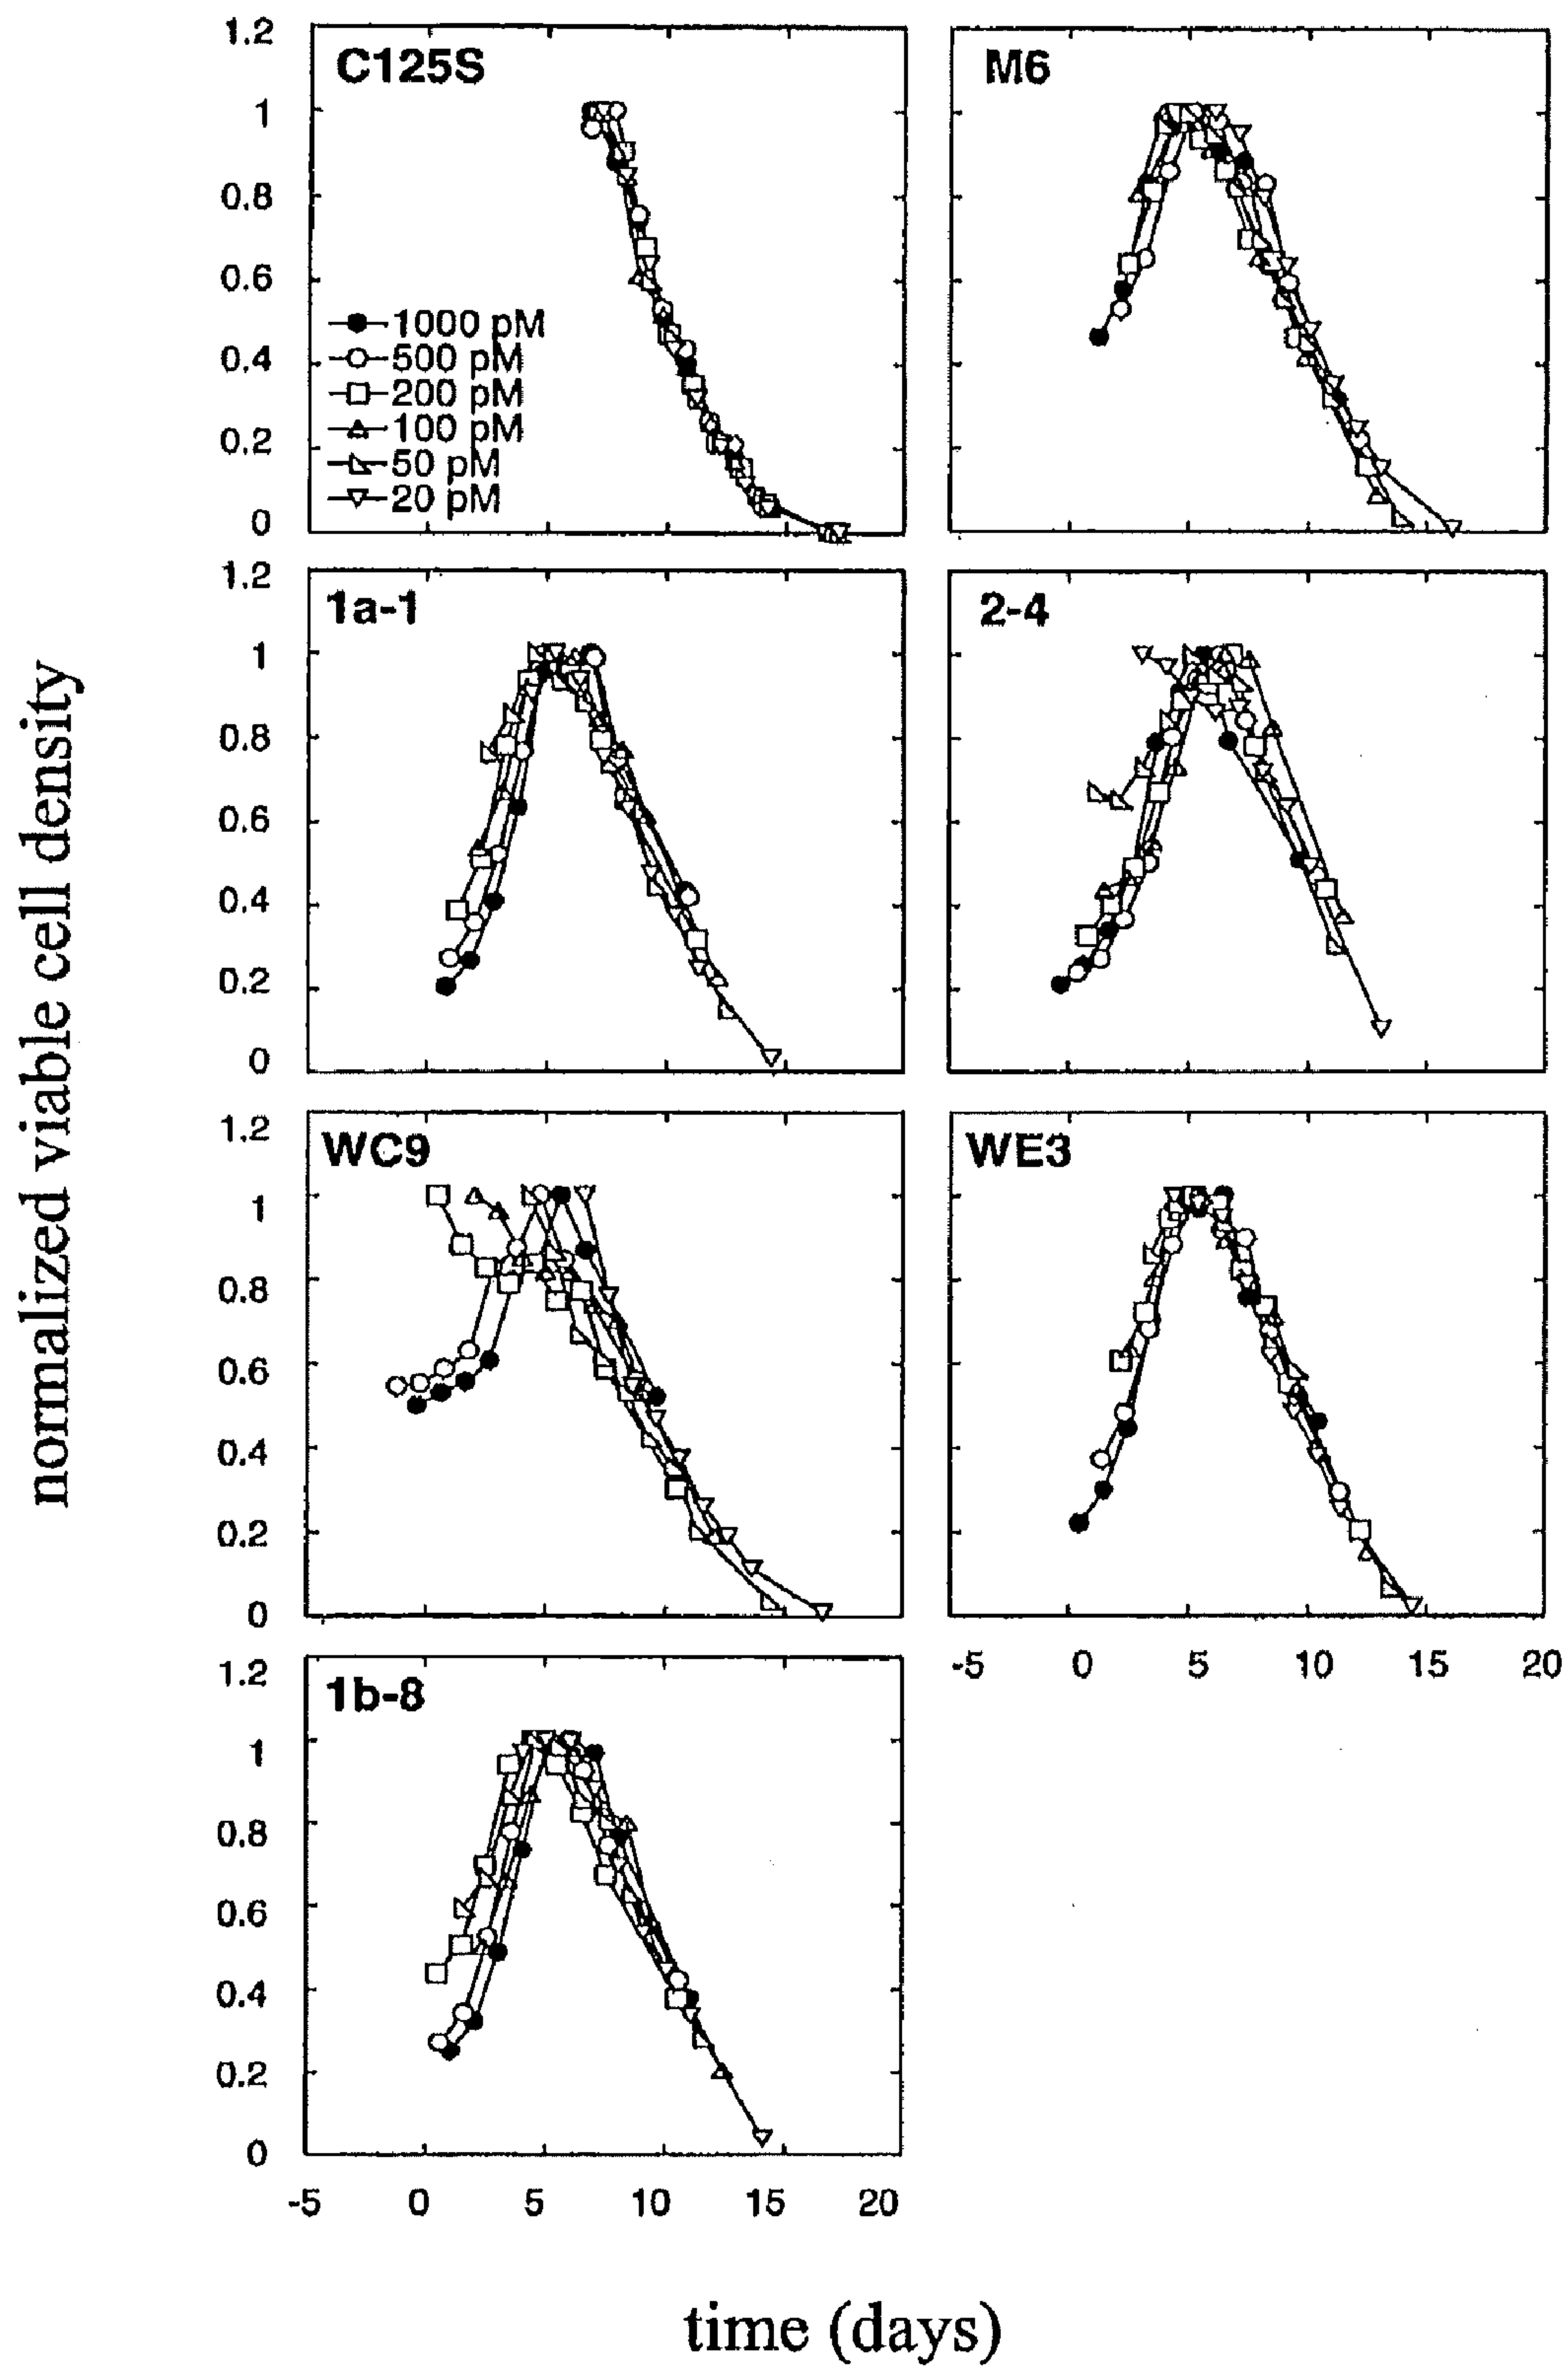 normalized viable cell density
1.2
1
0.8
0.6
0.4
0.2
0
C125S
1000 pM
500 pM
200 pM
100 pM
50 pM
20 pM
M6
1.2
1
0.8
0.6
0.4
0.2
0
1a-1
2-4
1.2
1
0.8
0.6
0.4
0.2
0
WC9
WE3
-5 0 5 10 15 20
1.2
1
0.8
0.6
0.4
0.2
0
1b-8
-5 0 5 10 15 20
time (days)